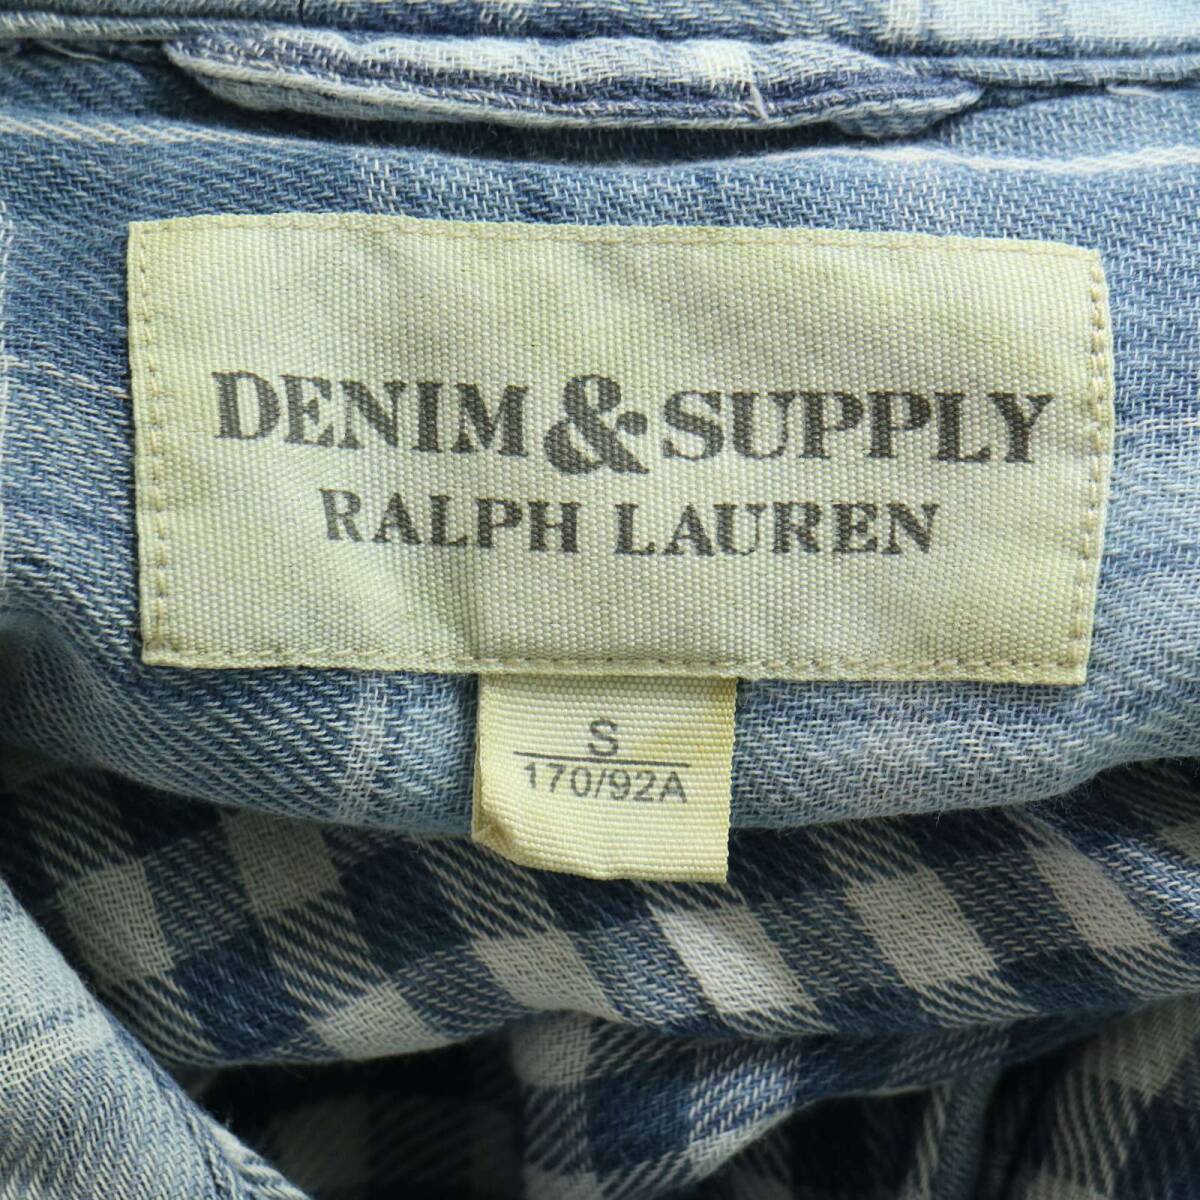 DENIM & SUPPLY
RALPH LAUREN
S
170/92A